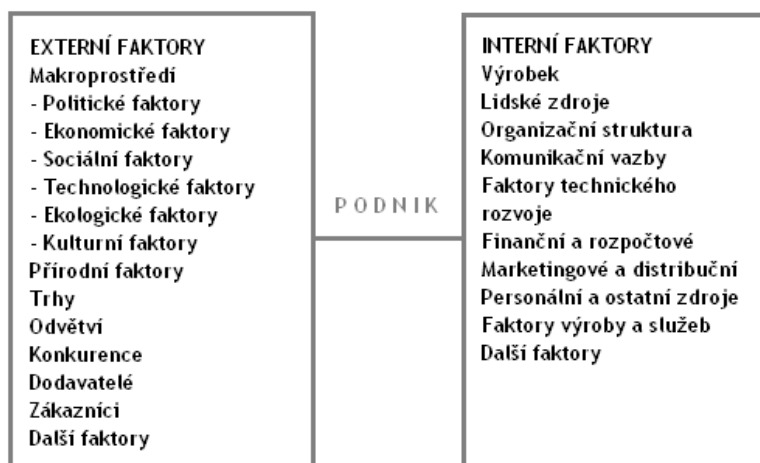 EXTERNÍ FAKTORY
Makroprostředí
- Politické faktory
- Ekonomické faktory
- Sociální faktory
- Technologické faktory
- Ekologické faktory
- Kulturní faktory
Přírodní faktory
Trhy
Odvětví
Konkurence
Dodavatelé
Zákazníci
Další faktory
PODNIK
INTERNÍ FAKTORY
Výrobek
Lidské zdroje
Organizační struktura
Komunikační vazby
Faktory technického
rozvoje
Finanční a rozpočtové
Marketingové a distribuční
Personální a ostatní zdroje
Faktory výroby a služeb
Další faktory